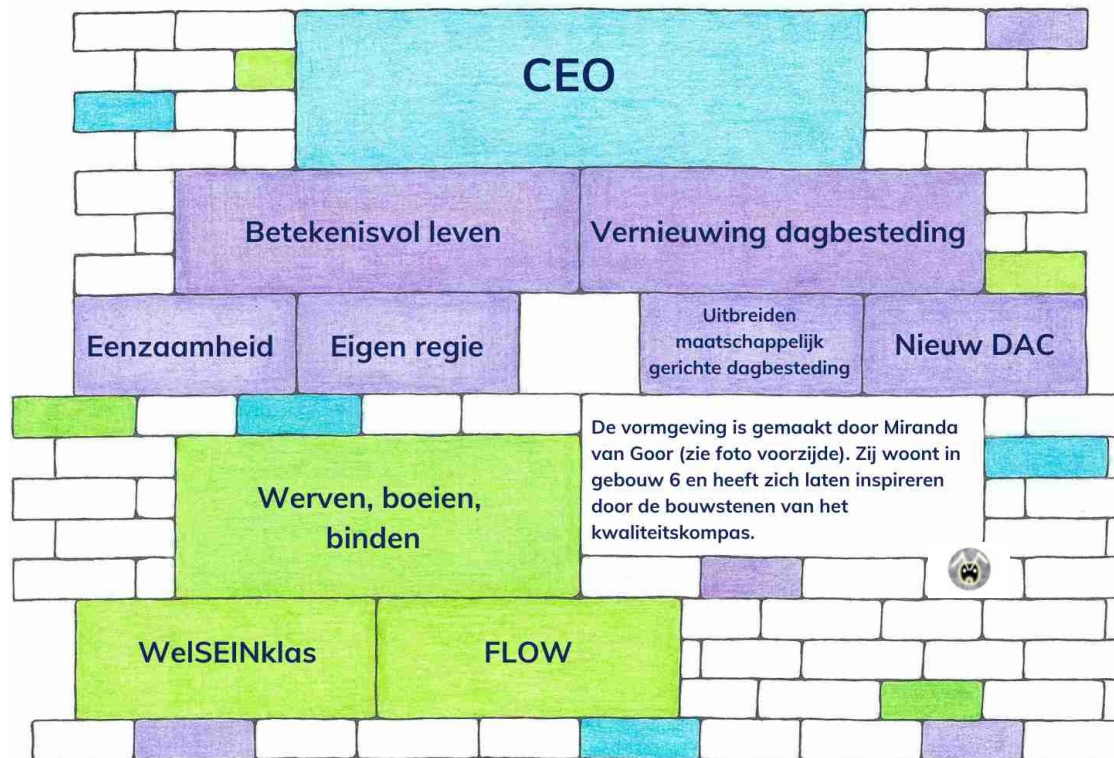 CEO
Betekenisvol leven
Vernieuwing dagbesteding
Eenzaamheid
Eigen regie
Uitbreiden
maatschappelijk
gerichte dagbesteding
Nieuw DAC
De vormgeving is gemaakt door Miranda
van Goor (zie foto voorzijde). Zij woont in
gebouw 6 en heeft zich laten inspireren
door de bouwstenen van het
kwaliteitskompas.
Werven, boeien,
binden
WelSEINklas
FLOW